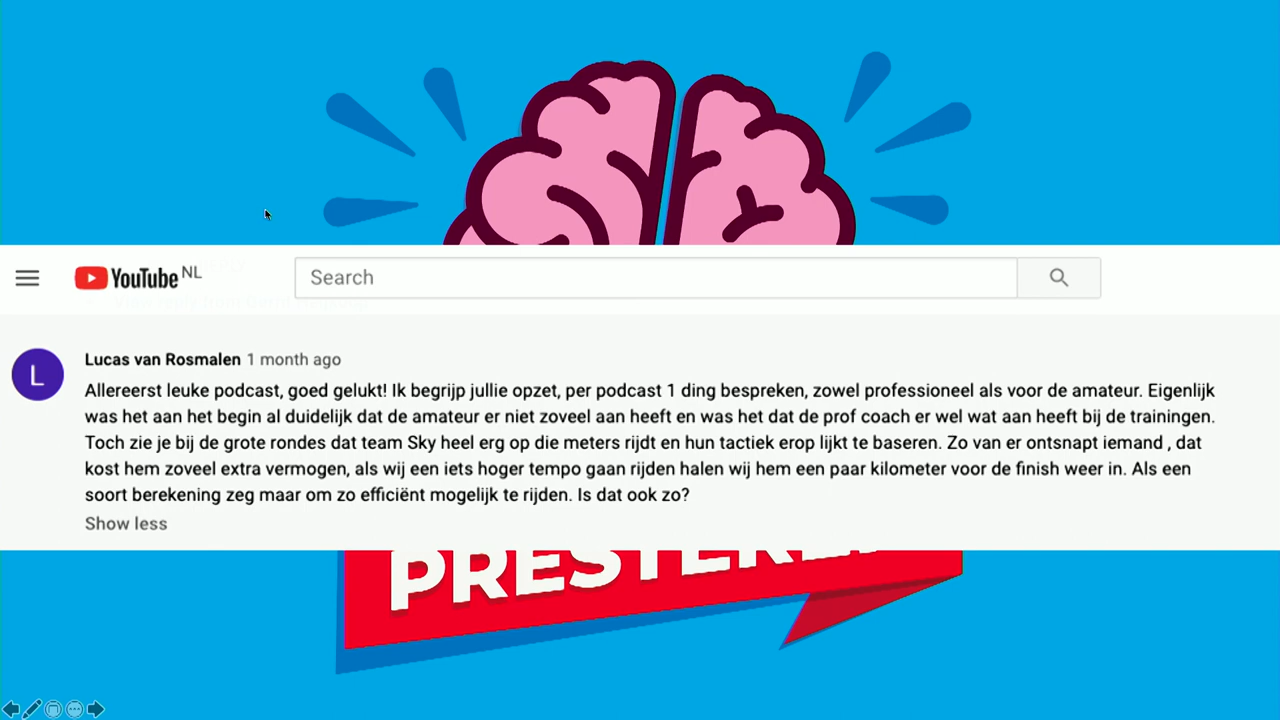 YouTube NL
Search
L
Lucas van Rosmalen 1 month ago
Allereerst leuke podcast, goed gelukt! Ik begrijp jullie opzet, per podcast 1 ding bespreken, zowel professioneel als voor de amateur. Eigenlijk
was het aan het begin al duidelijk dat de amateur er niet zoveel aan heeft en was het dat de prof coach er wel wat aan heeft bij de trainingen.
Toch zie je bij de grote rondes dat team Sky heel erg op die meters rijdt en hun tactiek erop lijkt te baseren. Zo van er ontsnapt iemand , dat
kost hem zoveel extra vermogen, als wij een iets hoger tempo gaan rijden halen wij hem een paar kilometer voor de finish weer in. Als een
soort berekening zeg maar om zo efficiënt mogelijk te rijden. Is dat ook zo?
Show less
PRESTEREN